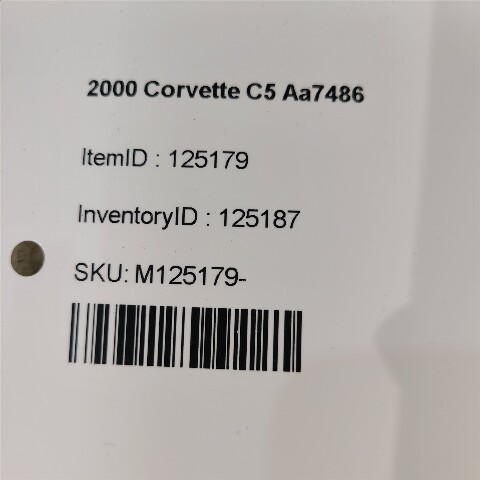 2000 Corvette C5 Aa7486
ItemID : 125179
InventoryID : 125187
SKU: M125179-